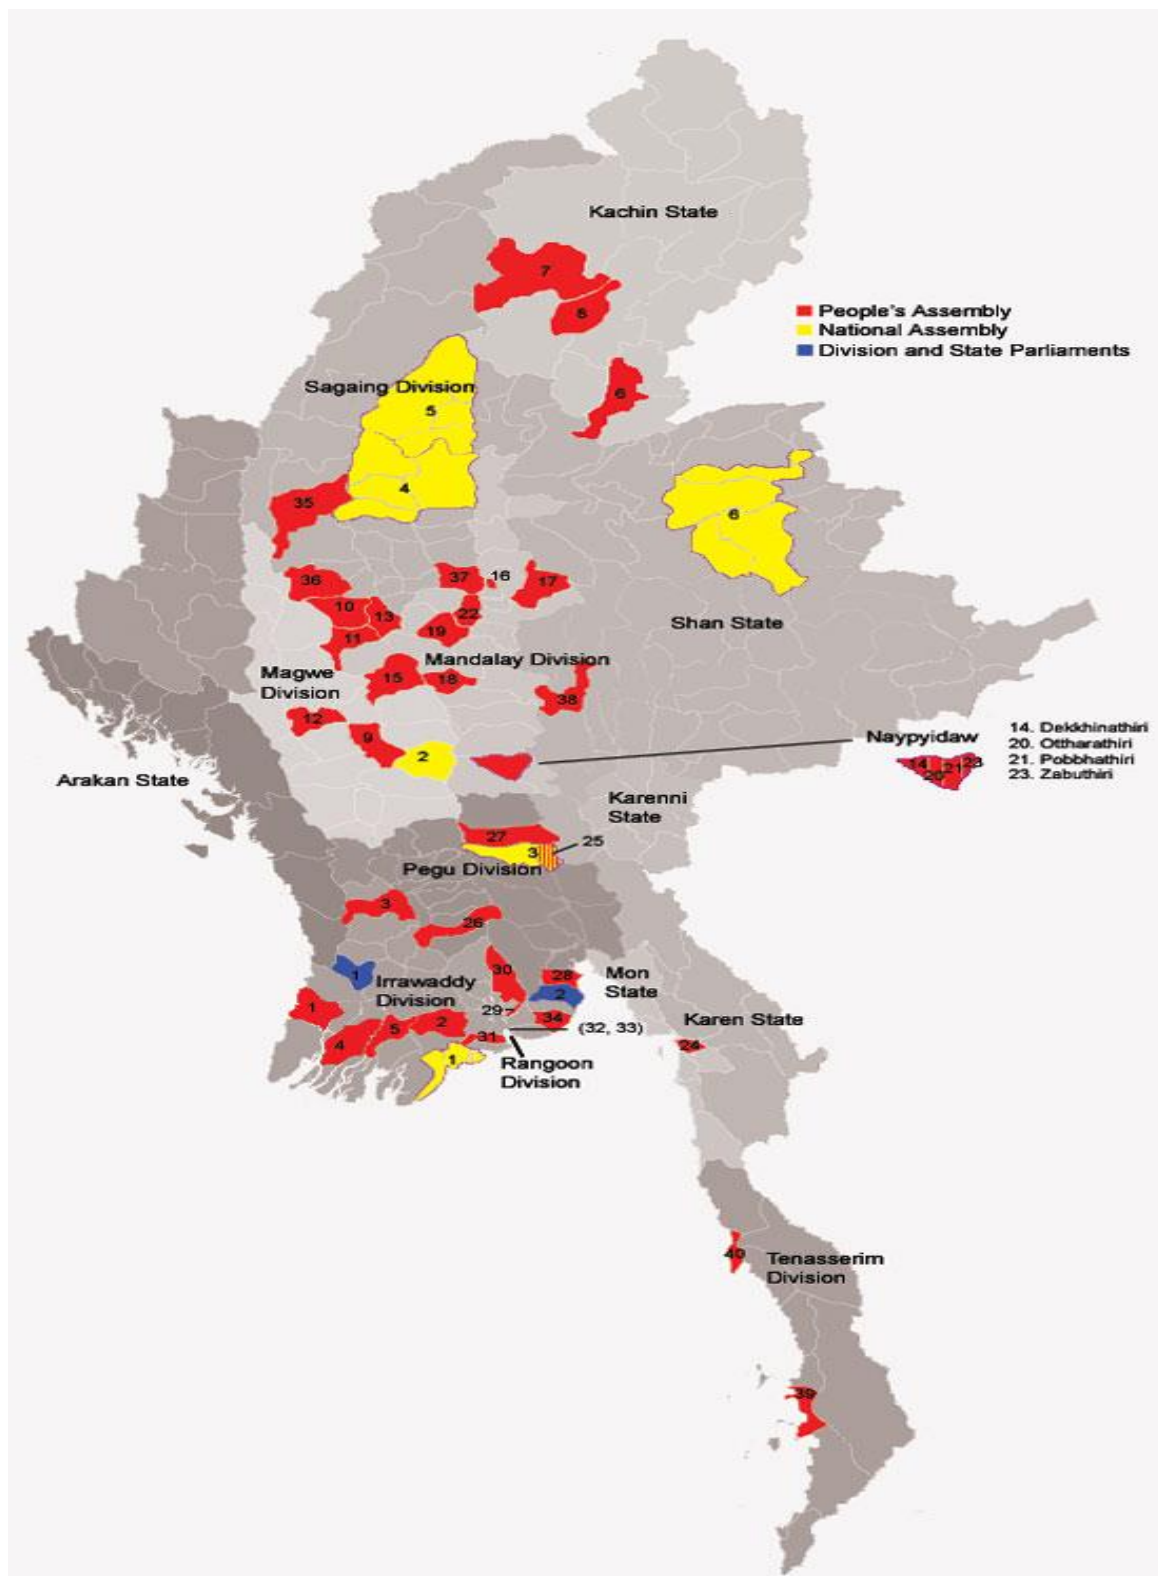 Kachin State
7
8
People's Assembly
National Assembly
Division and State Parliaments
Sagaing Division
6
5
4
35
6
36
37
16
17
10
13
22
11
19
Shan State
Mandalay Division
Magwe
Division
15
18
38
12
9
2
Naypyidaw
14
20
21
23
14. Dekkhinathiri
20. Ottharathiri
21. Pobbhathiri
23. Zabuthiri
Arakan State
Karenni
State
27
25
3
Pegu Division
3
26
1
Irrawaddy
Division
30
28
2
Mon
State
1
29
34
4
5
2
31
(32, 33)
Karen State
24
1
Rangoon
Division
40
Tenasserim
Division
39